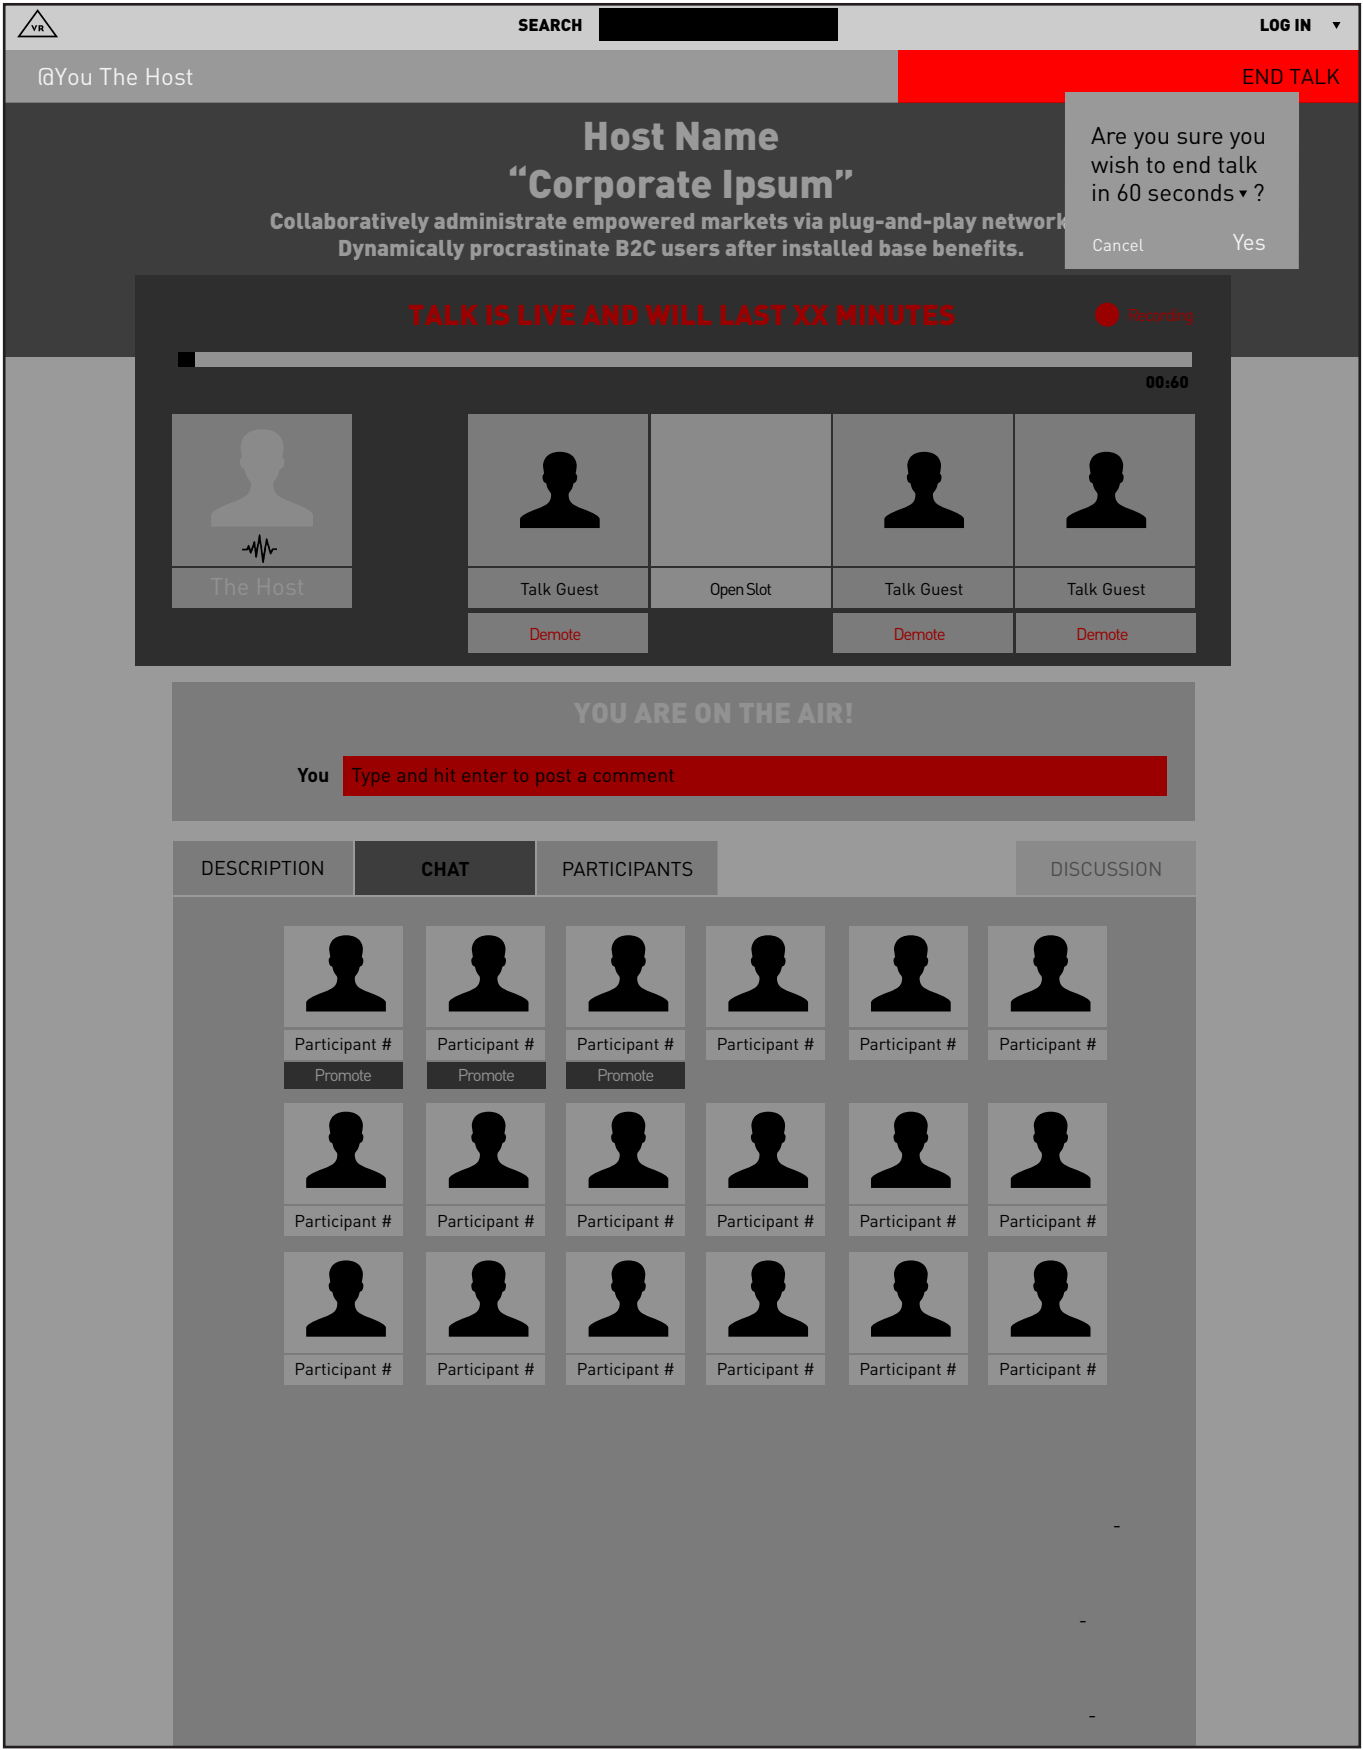 VR
SEARCH
LOG IN
@You The Host
END TALK
Are you sure you
wish to end talk
in 60 seconds ?
Cancel
Yes
Host Name
“Corporate Ipsum”
Collaboratively administrate empowered markets via plug-and-play network
Dynamically procrastinate B2C users after installed base benefits.
TALK IS LIVE AND WILL LAST XX MINUTES
Recording
00:60
The Host
Talk Guest
Open Slot
Talk Guest
Talk Guest
Demote
Demote
Demote
YOU ARE ON THE AIR!
You
Type and hit enter to post a comment
DESCRIPTION
CHAT
PARTICIPANTS
DISCUSSION
Participant #
Participant #
Participant #
Participant #
Participant #
Participant #
Promote
Promote
Promote
Participant #
Participant #
Participant #
Participant #
Participant #
Participant #
Participant #
Participant #
Participant #
Participant #
Participant #
Participant #
-
-
-